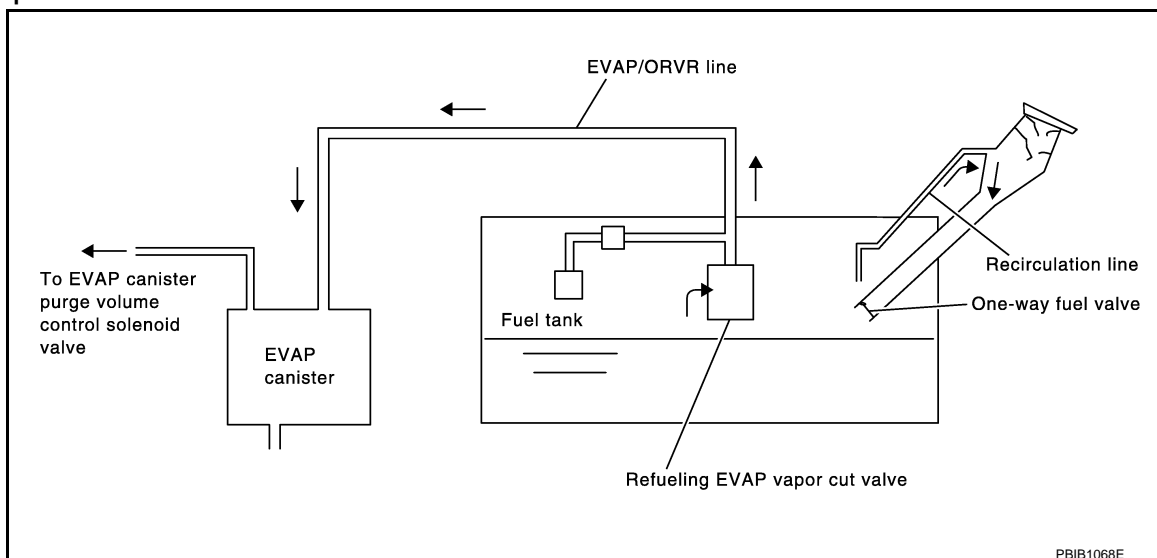 EVAP/ORVR line
Recirculation line
One-way fuel valve
To EVAP canister
purge volume
control solenoid
valve
Fuel tank
EVAP
canister
Refueling EVAP vapor cut valve
PBIB1068E